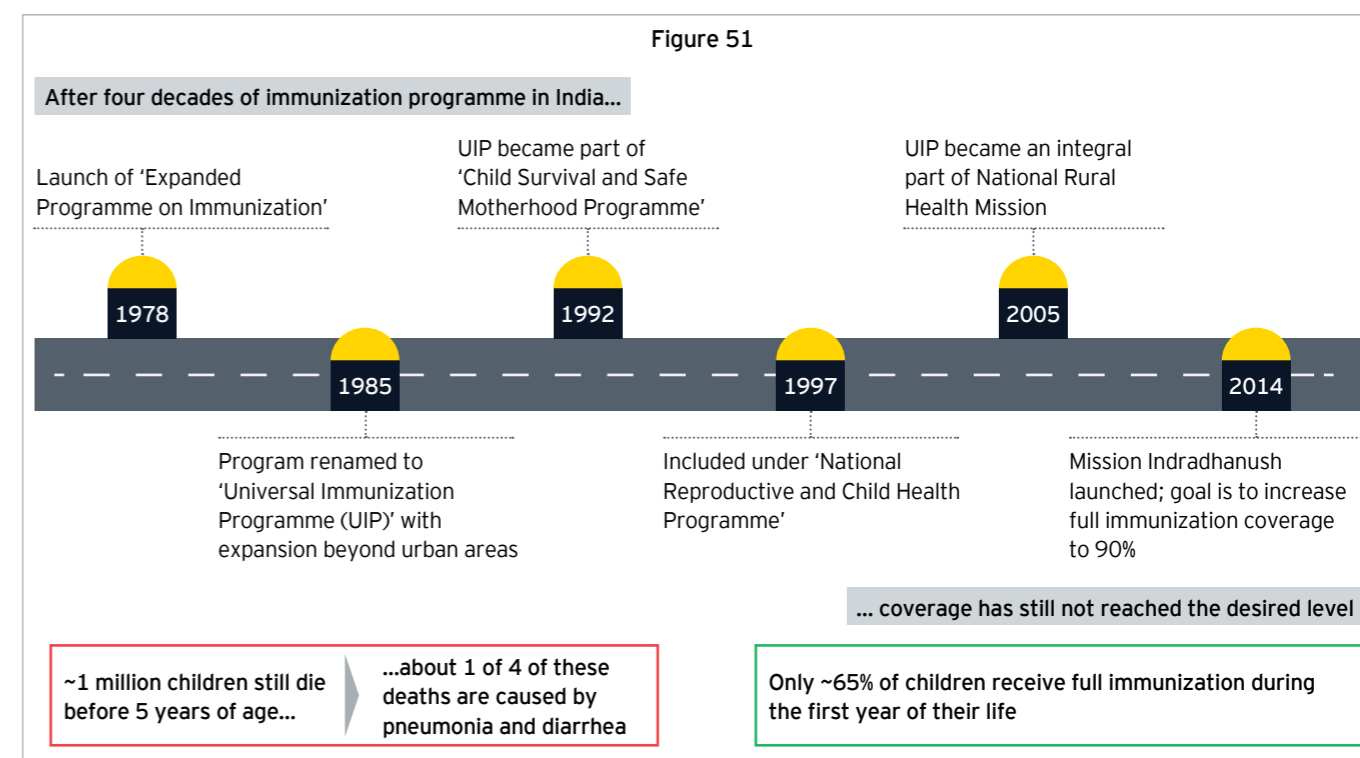 Figure 51
After four decades of immunization programme in India...
Launch of ‘Expanded
Programme on Immunization’
UIP became part of
‘Child Survival and Safe
Motherhood Programme’
UIP became an integral
part of National Rural
Health Mission
1978
1992
2005
1985
1997
2014
Program renamed to
‘Universal Immunization
Programme (UIP)’ with
expansion beyond urban areas
Included under ‘National
Reproductive and Child Health
Programme’
Mission Indradhanush
launched; goal is to increase
full immunization coverage
to 90%
... coverage has still not reached the desired level
~1 million children still die
before 5 years of age...
...about 1 of 4 of these
deaths are caused by
pneumonia and diarrhea
Only ~65% of children receive full immunization during
the first year of their life